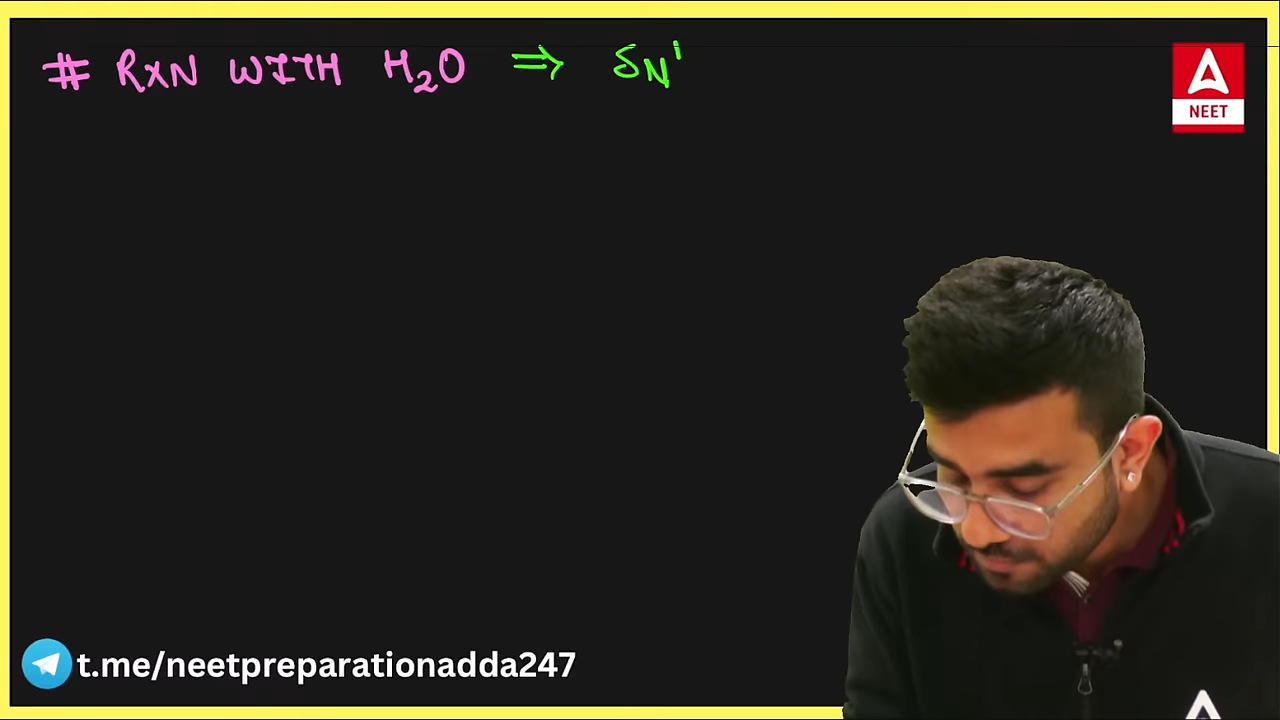 # RXN WITH H₂O ⇒ SN¹
NEET
t.me/neetpreparationadda247